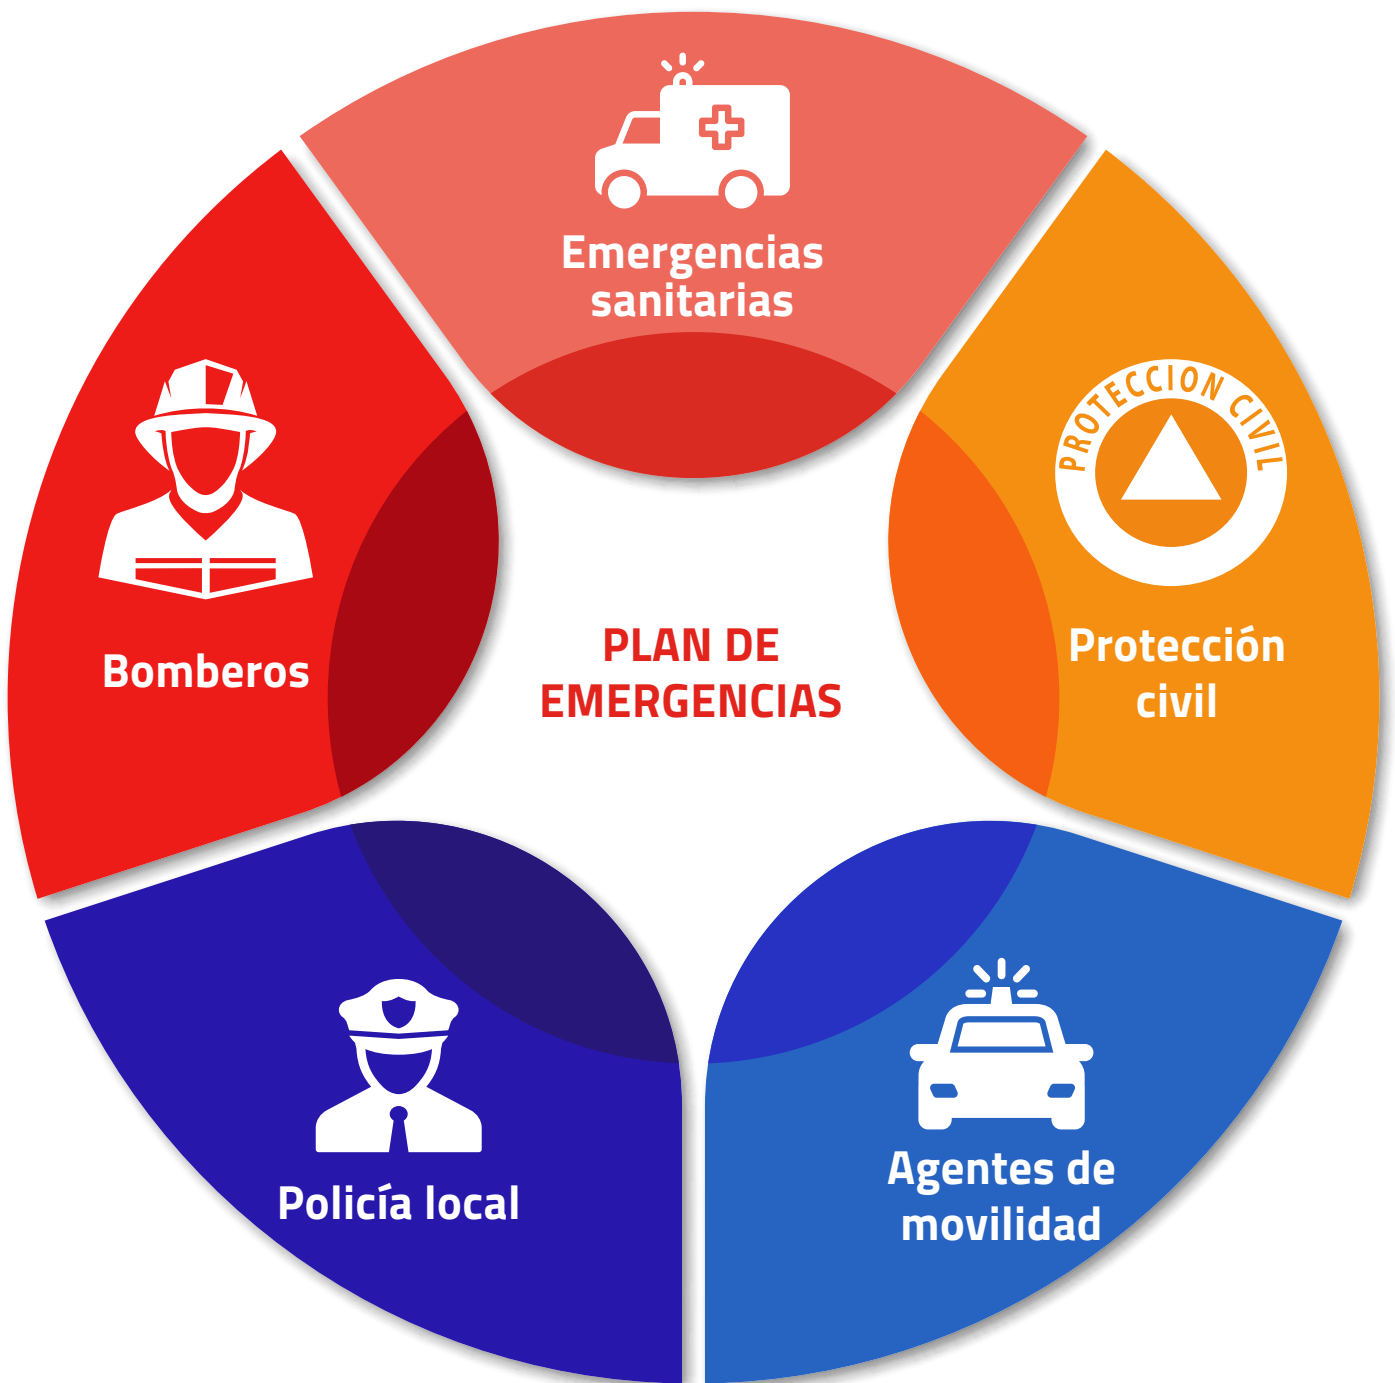 Emergencias
sanitarias
PROTECCION CIVIL
Protección
civil
Bomberos
PLAN DE
EMERGENCIAS
Policía local
Agentes de
movilidad